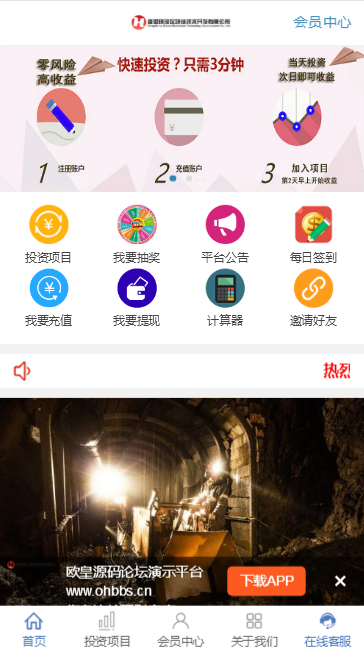 会员中心
零风险
高收益
快速投资？只需3分钟
当天投资
次日即可收益
1 注册账户
2 充值账户
3 加入项目
第2天早上开始收益
投资项目 我要抽奖 平台公告 每日签到
我要充值 我要提现 计算器 邀请好友
热烈
欧皇源码论坛演示平台
www.ohbbs.cn
下载APP
×
首页 投资项目 会员中心 关于我们 在线客服